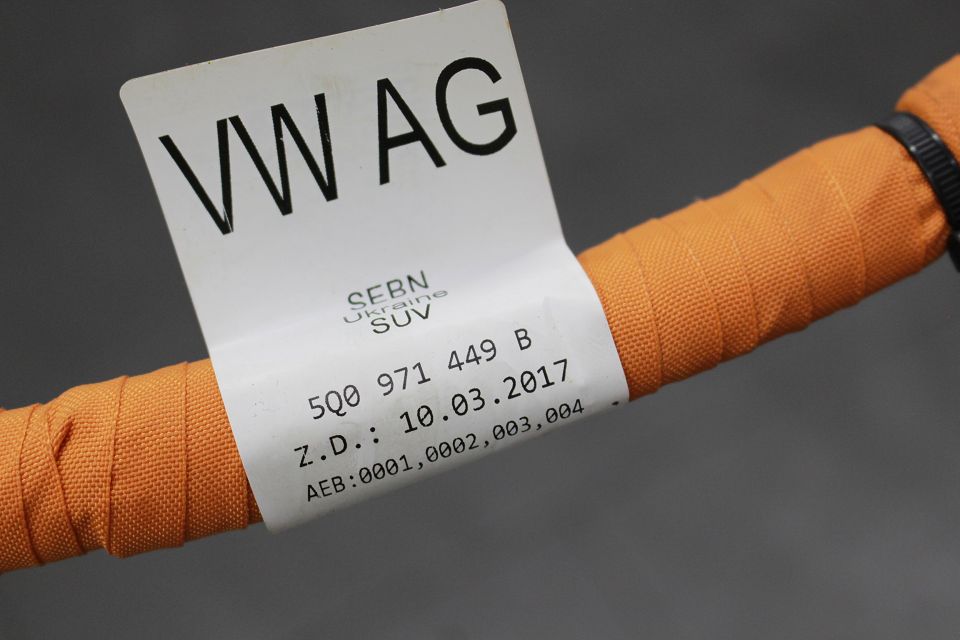 VW AG
SEBN
Ukraine
SUV
5Q0 971 449 B
Z.D.: 10.03.2017
AEB:0001,0002,003,004